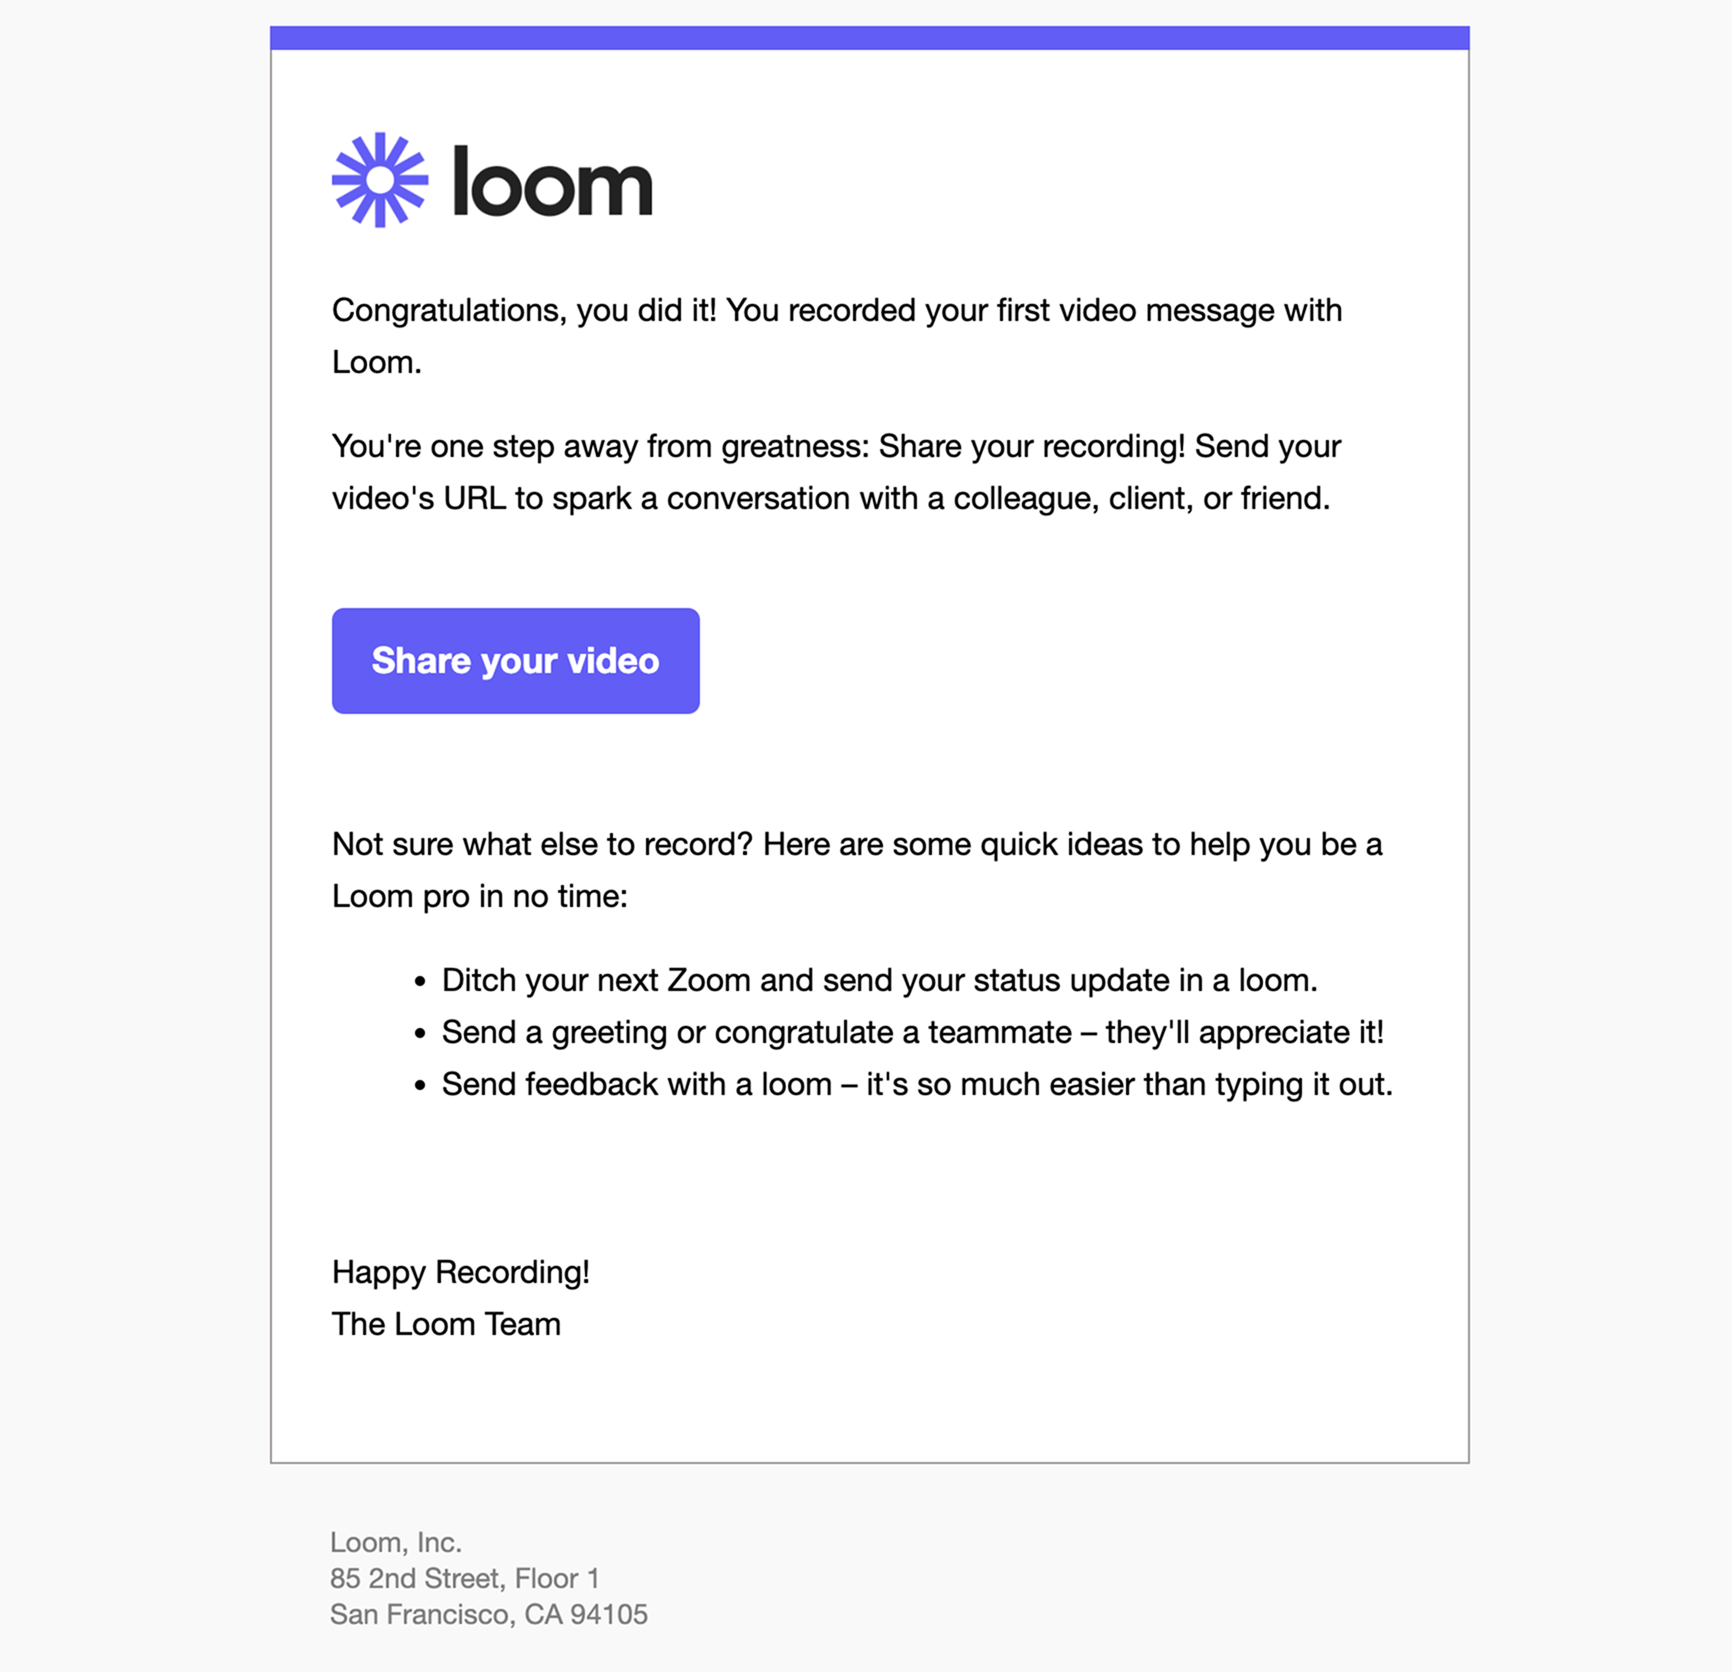 loom
Congratulations, you did it! You recorded your first video message with
Loom.
You're one step away from greatness: Share your recording! Send your
video's URL to spark a conversation with a colleague, client, or friend.
Share your video
Not sure what else to record? Here are some quick ideas to help you be a
Loom pro in no time:
• Ditch your next Zoom and send your status update in a loom.
• Send a greeting or congratulate a teammate – they'll appreciate it!
• Send feedback with a loom – it's so much easier than typing it out.
Happy Recording!
The Loom Team
Loom, Inc.
85 2nd Street, Floor 1
San Francisco, CA 94105